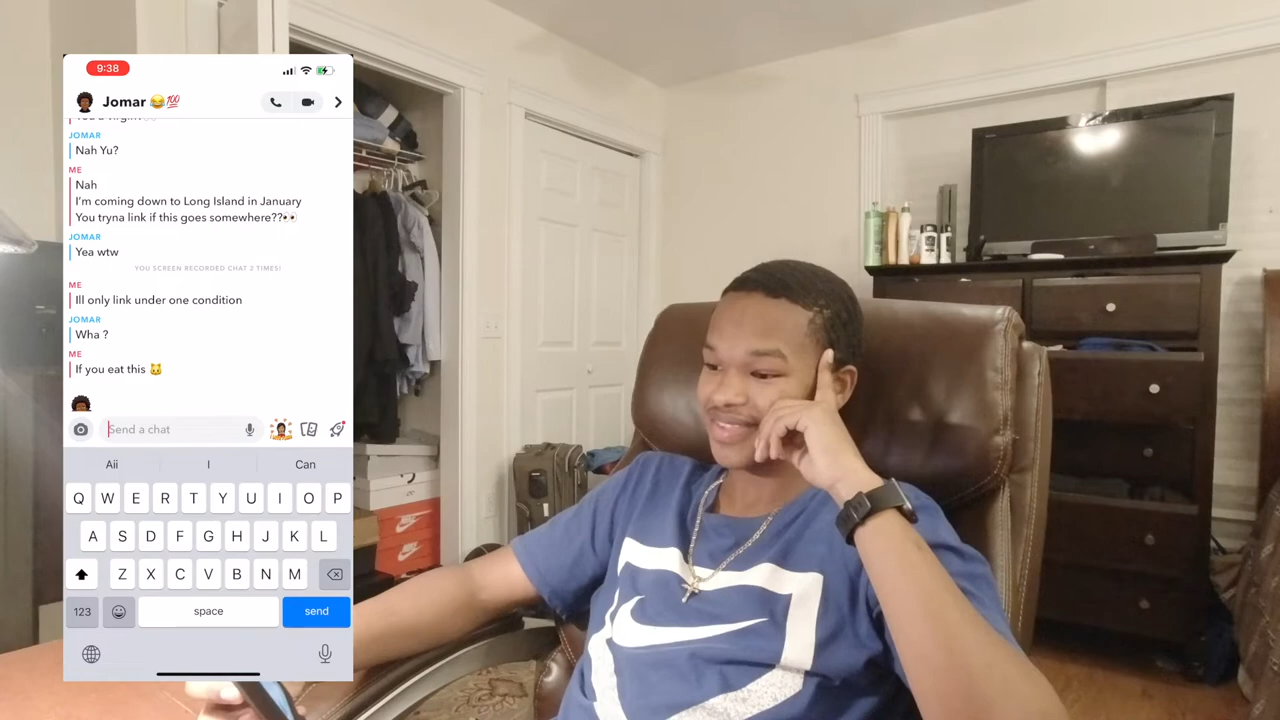 9:38
Jomar 😂💯
JOMAR
Nah Yu?
ME
Nah
I'm coming down to Long Island in January
You tryna link if this goes somewhere??👀
JOMAR
Yea wtw
YOU SCREEN RECORDED CHAT 2 TIMES!
ME
Ill only link under one condition
JOMAR
Wha ?
ME
If you eat this 🐱
Send a chat
Aii I Can
Q W E R T Y U I O P
A S D F G H J K L
Z X C V B N M
123 space send